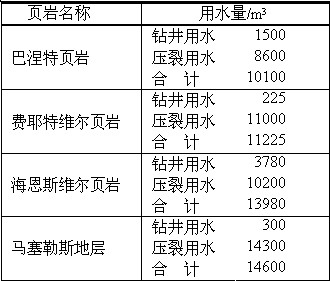 页岩名称 用水量/m³
钻井用水 1500
巴涅特页岩 压裂用水 8600
合 计 10100
钻井用水 225
费耶特维尔页岩 压裂用水 11000
合 计 11225
钻井用水 3780
海恩斯维尔页岩 压裂用水 10200
合 计 13980
钻井用水 300
马塞勒斯地层 压裂用水 14300
合 计 14600